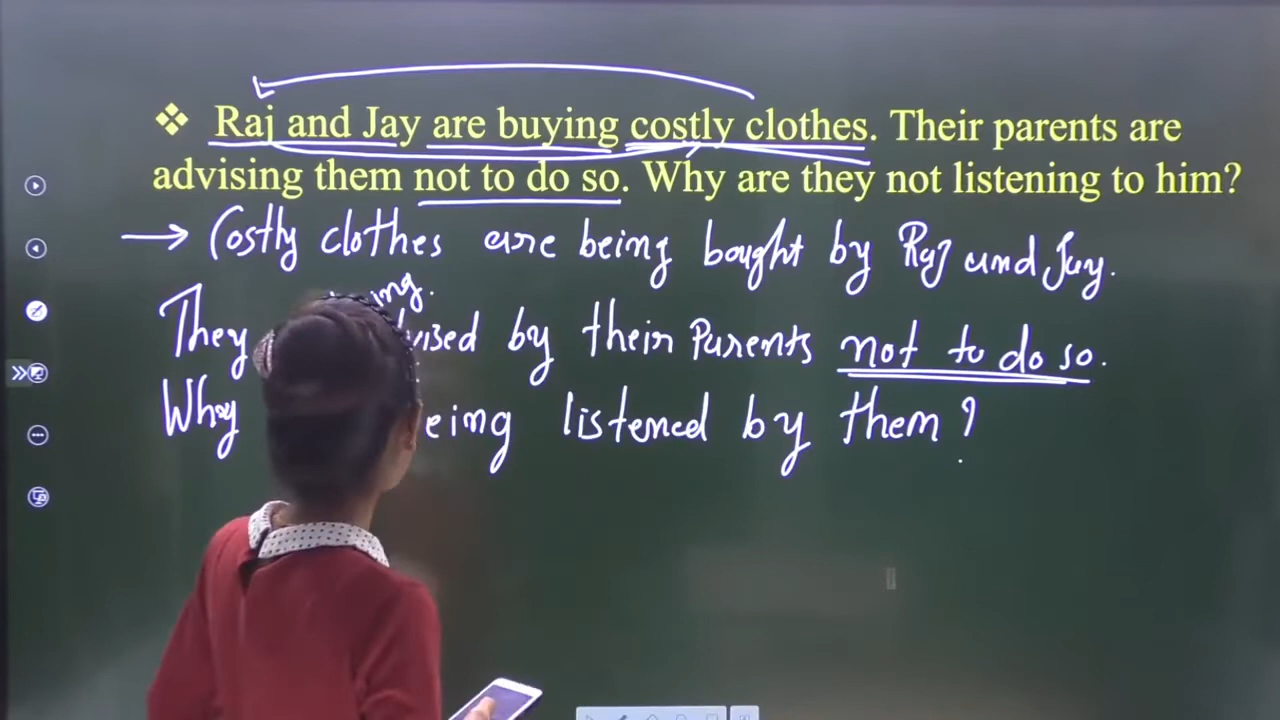 ❖ Raj and Jay are buying costly clothes. Their parents are
advising them not to do so. Why are they not listening to him?
→ Costly clothes are being bought by Raj and Jay.
ing.
They vised by their Parents not to do so.
Why eing listened by them?